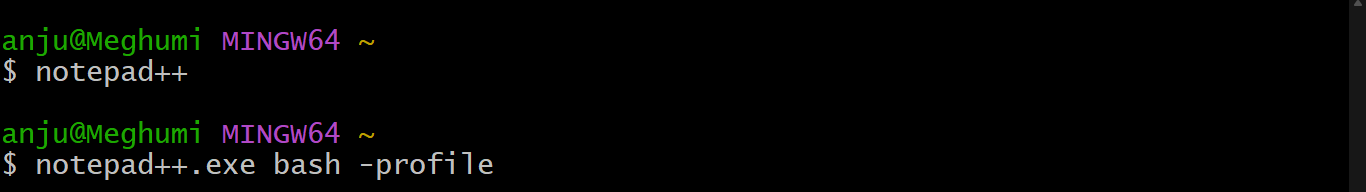 anju@Meghumi MINGW64 ~
$ notepad++
anju@Meghumi MINGW64 ~
$ notepad++.exe bash -profile